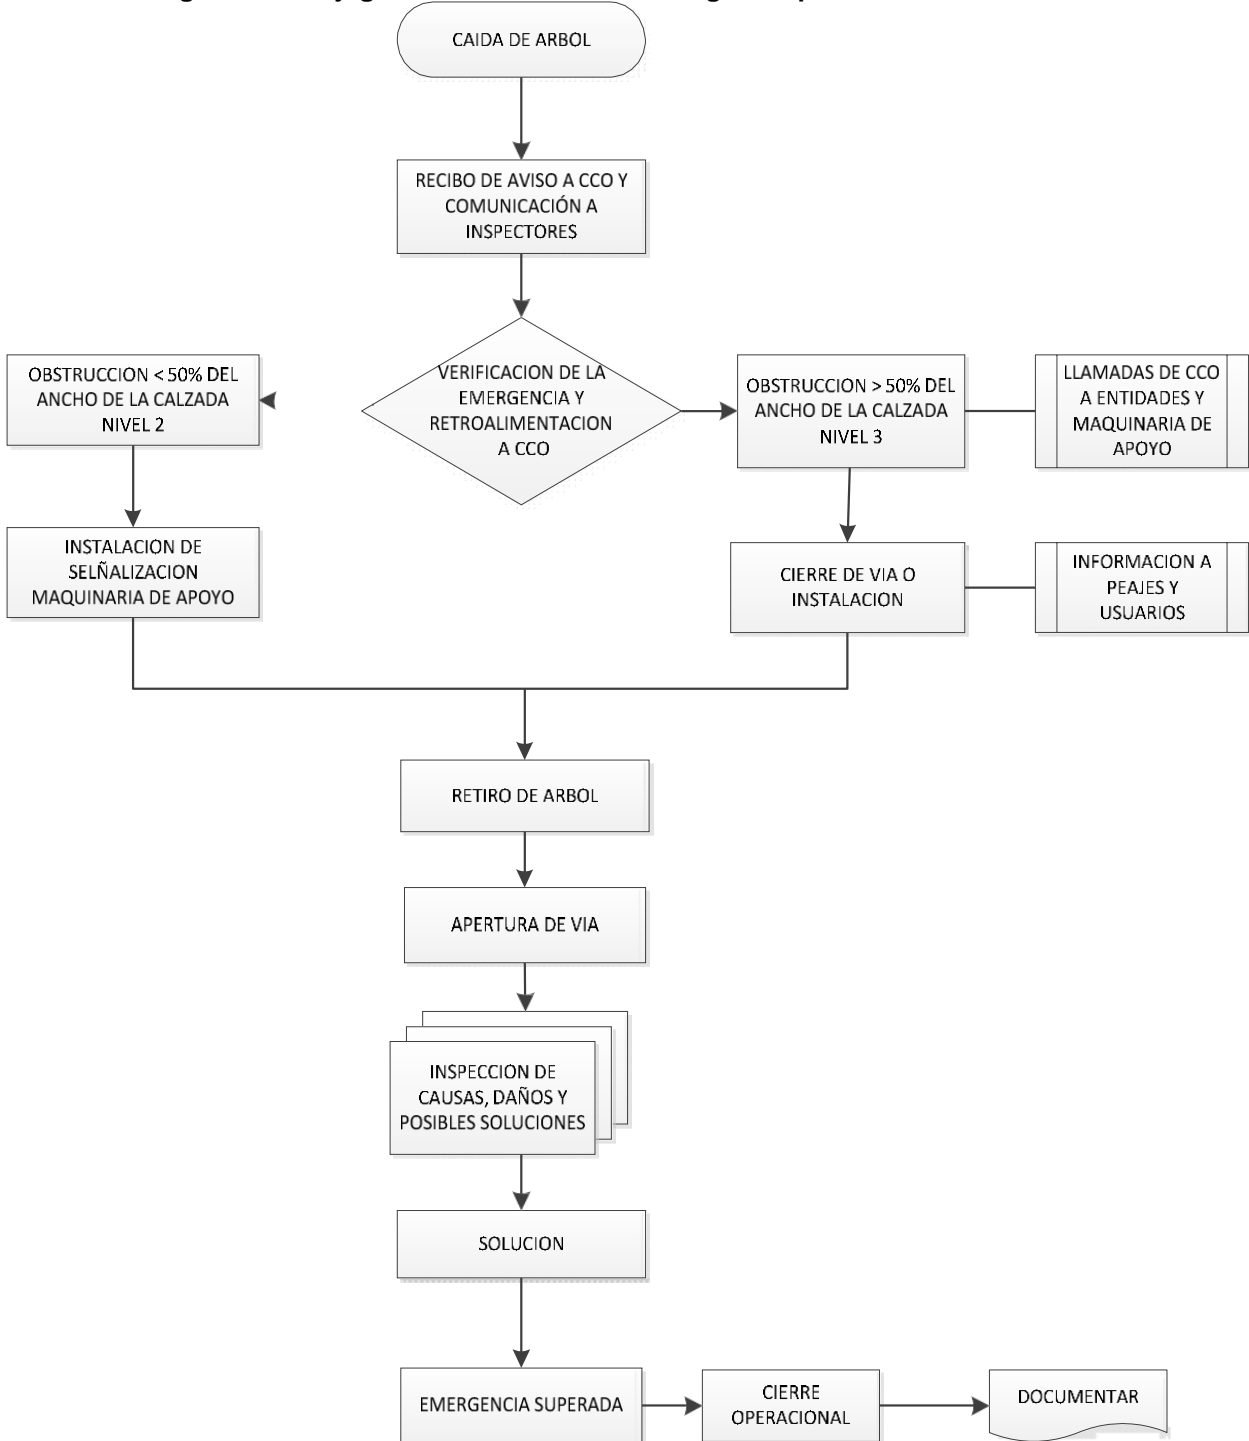 CAIDA DE ARBOL
RECIBO DE AVISO A CCO Y
COMUNICACIÓN A
INSPECTORES
VERIFICACION DE LA
EMERGENCIA Y
RETROALIMENTACION
A CCO
OBSTRUCCION < 50% DEL
ANCHO DE LA CALZADA
NIVEL 2
OBSTRUCCION > 50% DEL
ANCHO DE LA CALZADA
NIVEL 3
LLAMADAS DE CCO
A ENTIDADES Y
MAQUINARIA DE
APOYO
INSTALACION DE
SELÑALIZACION
MAQUINARIA DE APOYO
CIERRE DE VIA O
INSTALACION
INFORMACION A
PEAJES Y
USUARIOS
RETIRO DE ARBOL
APERTURA DE VIA
INSPECCION DE
CAUSAS, DAÑOS Y
POSIBLES SOLUCIONES
SOLUCION
EMERGENCIA SUPERADA
CIERRE
OPERACIONAL
DOCUMENTAR